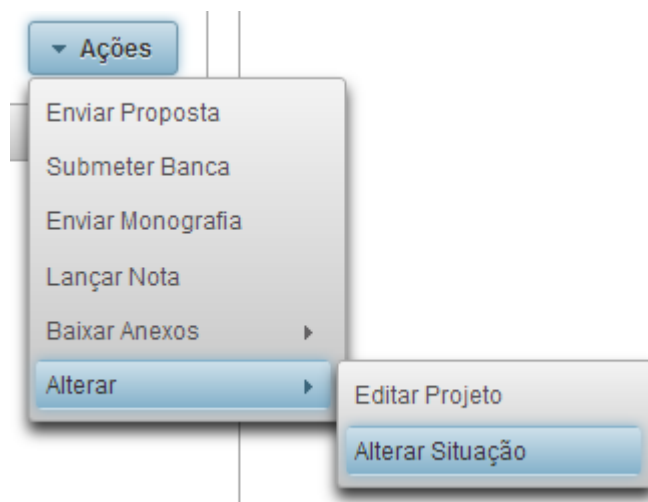 Ações
Enviar Proposta
Submeter Banca
Enviar Monografia
Lançar Nota
Baixar Anexos
Alterar
Editar Projeto
Alterar Situação